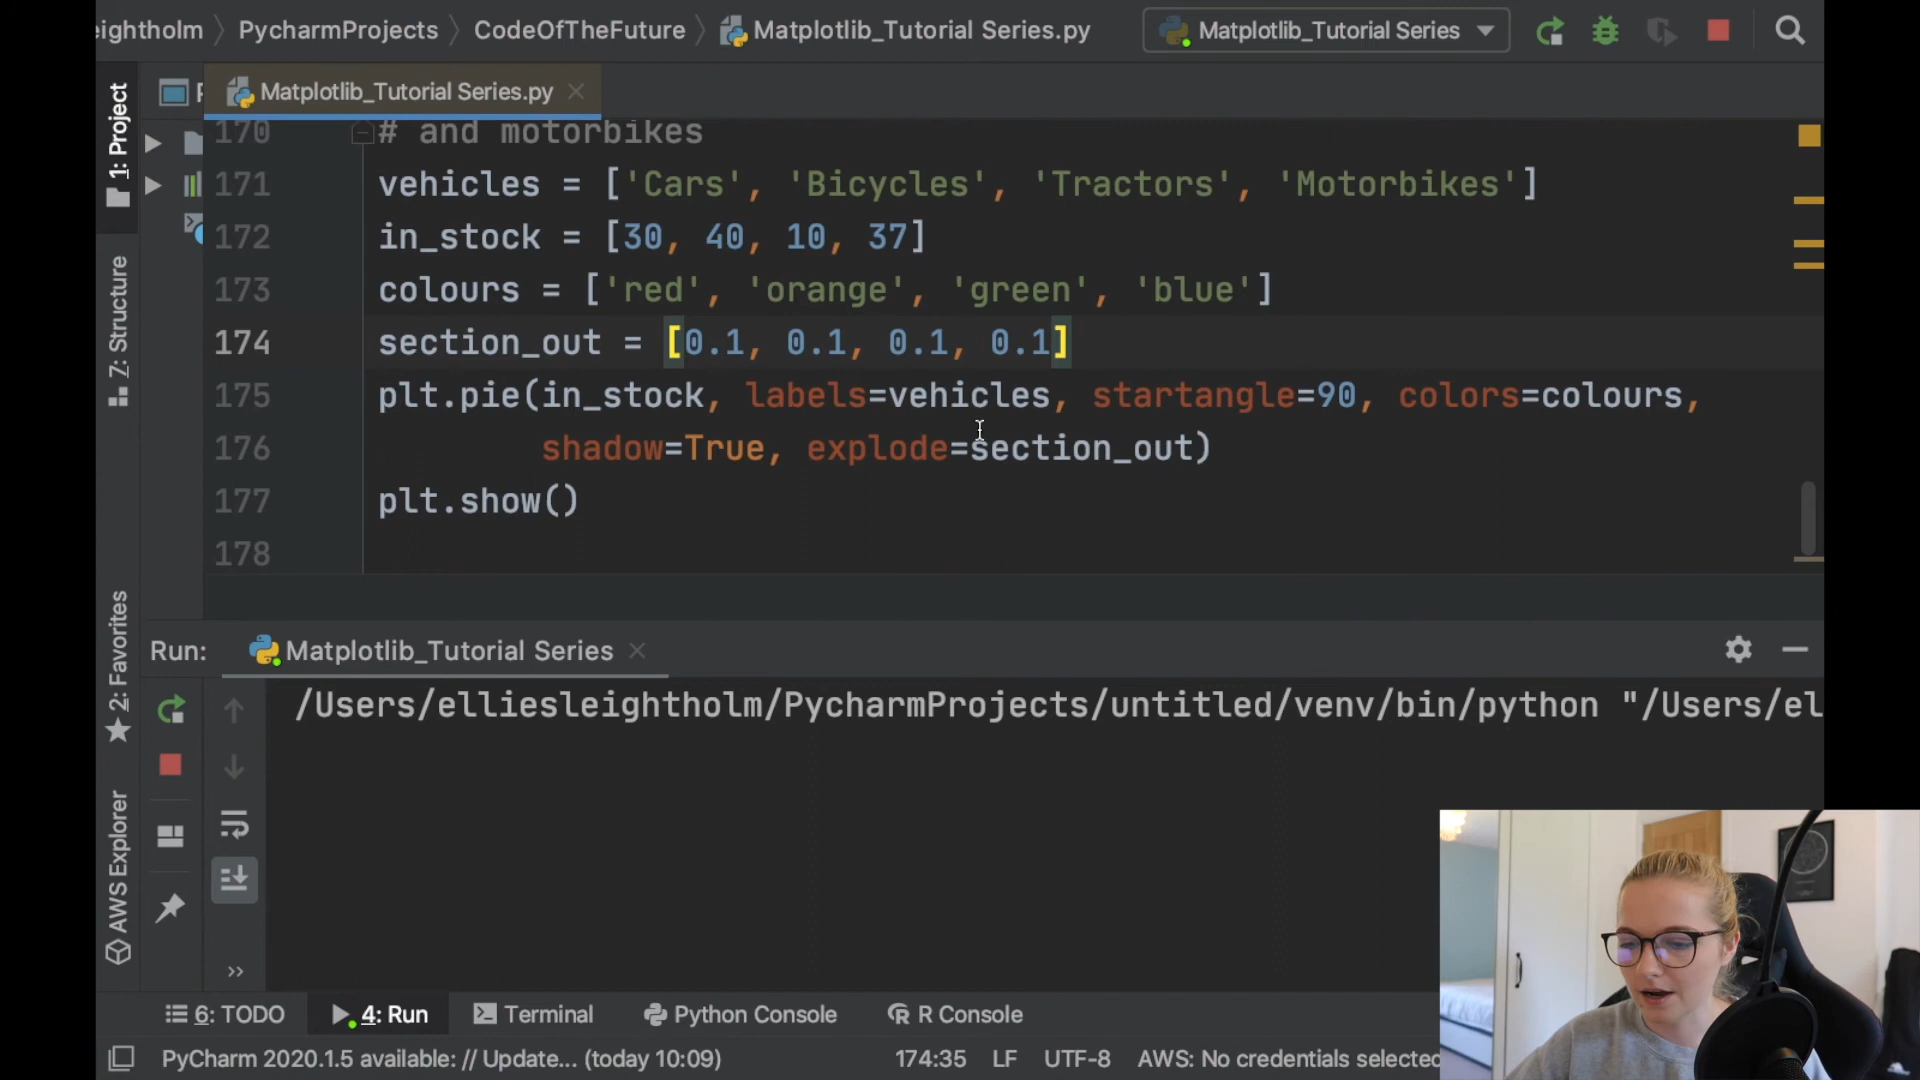 eightholm PycharmProjects CodeOfTheFuture Matplotlib_Tutorial Series.py Matplotlib_Tutorial Series
Matplotlib_Tutorial Series.py
1: Project
7: Structure
2: Favorites
AWS Explorer
170 # and motorbikes
171 vehicles = ['Cars', 'Bicycles', 'Tractors', 'Motorbikes']
172 in_stock = [30, 40, 10, 37]
173 colours = ['red', 'orange', 'green', 'blue']
174 section_out = [0.1, 0.1, 0.1, 0.1]
175 plt.pie(in_stock, labels=vehicles, startangle=90, colors=colours,
176 shadow=True, explode=section_out)
177 plt.show()
178
Run: Matplotlib_Tutorial Series
/Users/elliesleightholm/PycharmProjects/untitled/venv/bin/python "/Users/el
6: TODO 4: Run Terminal Python Console R Console
PyCharm 2020.1.5 available: // Update... (today 10:09) 174:35 LF UTF-8 AWS: No credentials selected